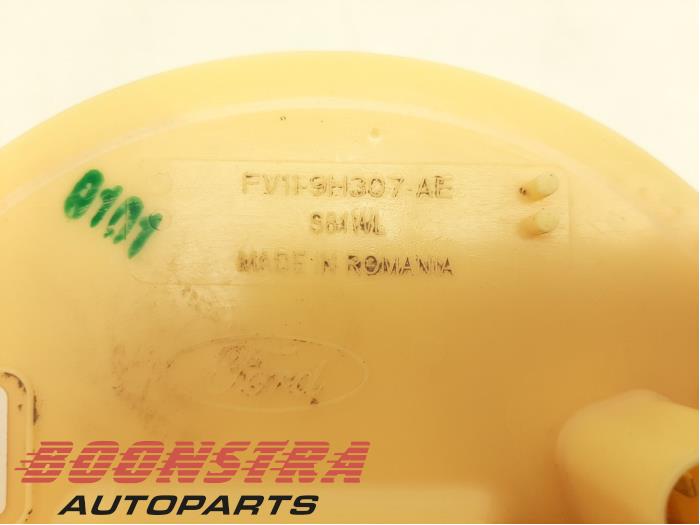 FV11-9H307-AE
MADE IN ROMANIA
Ford
BOONSTRA
AUTOPARTS